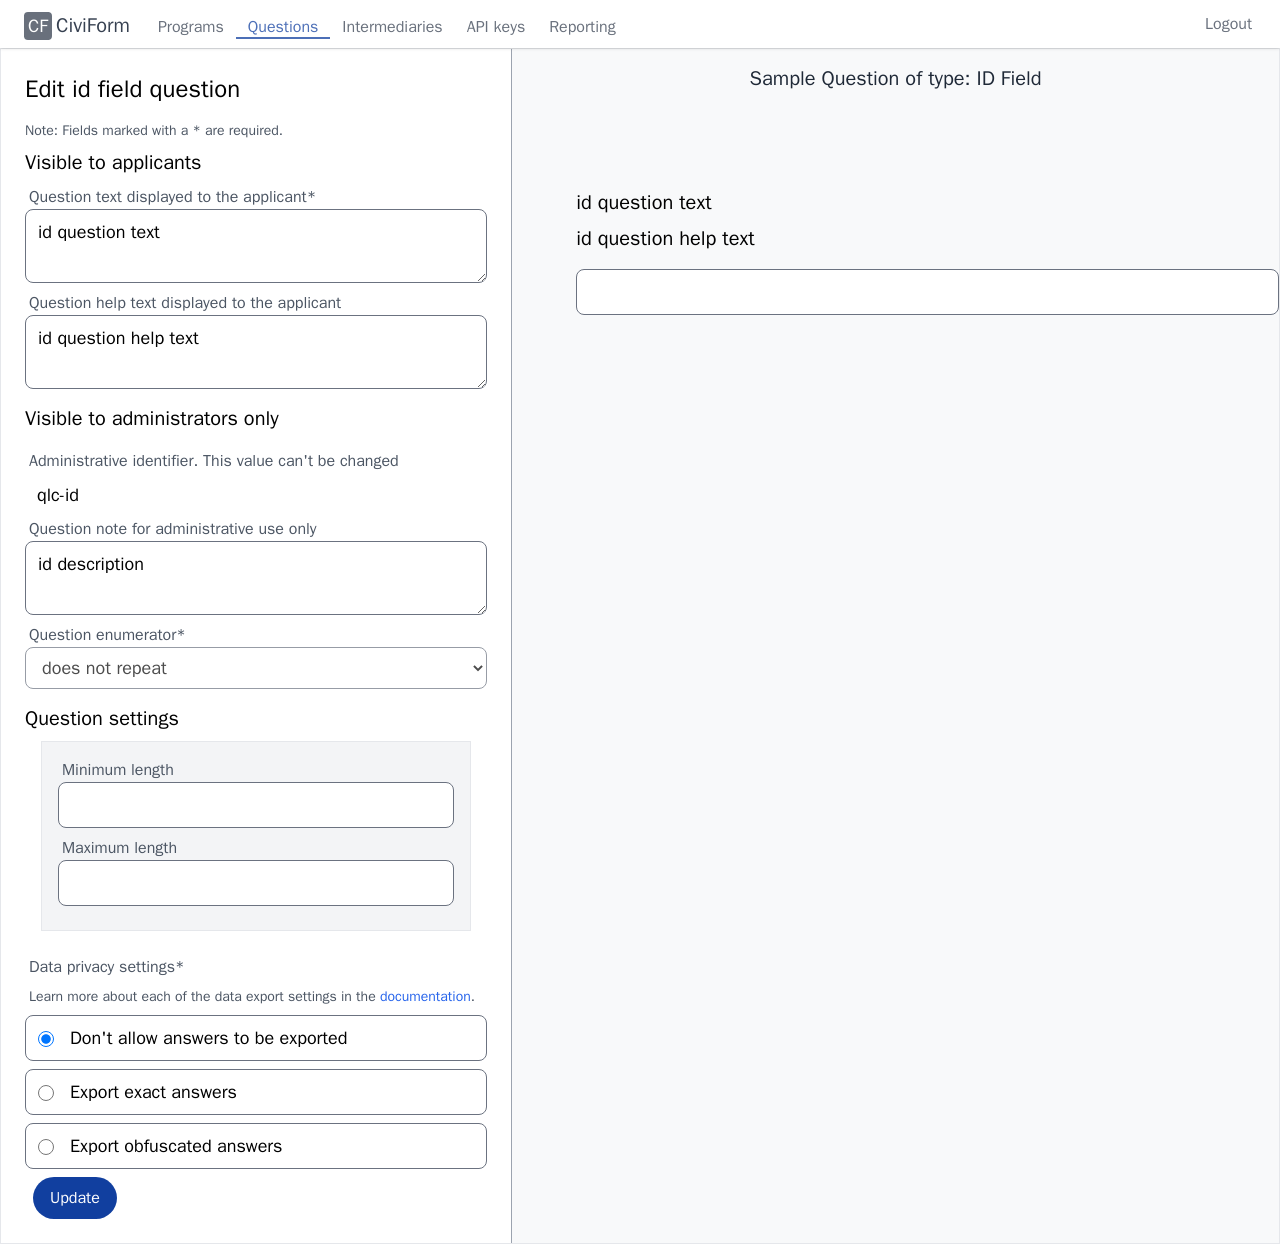 CF CiviForm Programs Questions Intermediaries API keys Reporting Logout
Edit id field question
Note: Fields marked with a * are required.
Visible to applicants
Question text displayed to the applicant*
id question text
Question help text displayed to the applicant
id question help text
Visible to administrators only
Administrative identifier. This value can't be changed
qlc-id
Question note for administrative use only
id description
Question enumerator*
does not repeat
Question settings
Minimum length
Maximum length
Data privacy settings*
Learn more about each of the data export settings in the documentation.
Don't allow answers to be exported
Export exact answers
Export obfuscated answers
Update
Sample Question of type: ID Field
id question text
id question help text